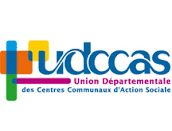 udccas
Union Départementale
des Centres Communaux d'Action Sociale